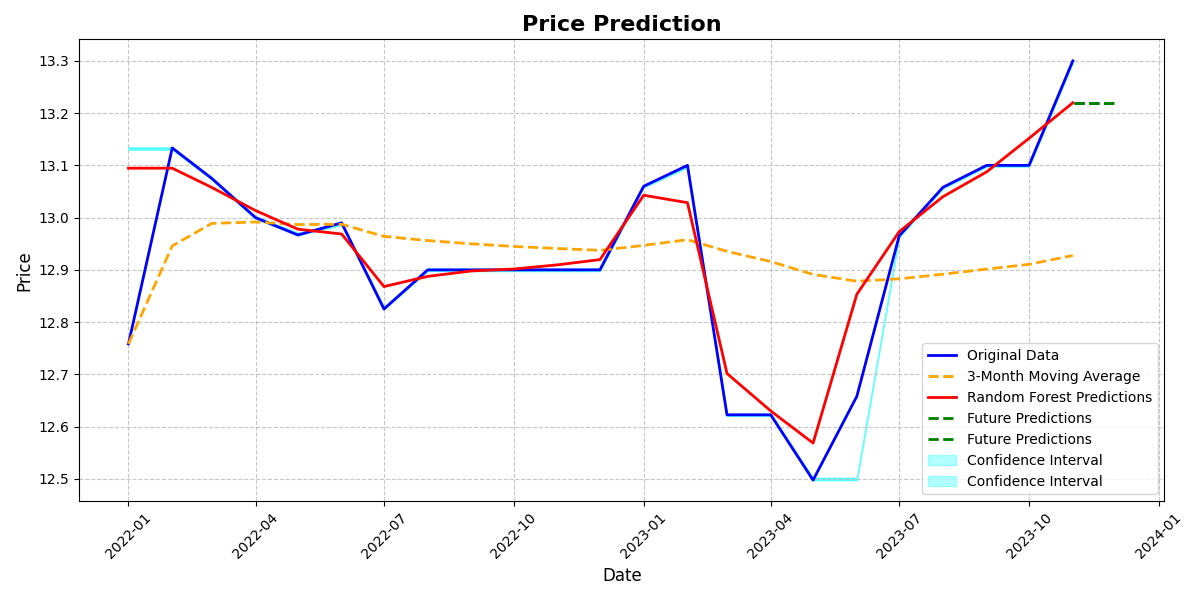 Price Prediction
Price
13.3
13.2
13.1
13.0
12.9
12.8
12.7
12.6
12.5
Original Data
3-Month Moving Average
Random Forest Predictions
Future Predictions
Future Predictions
Confidence Interval
Confidence Interval
2022-01
2022-04
2022-07
2022-10
2023-01
2023-04
2023-07
2023-10
2024-01
Date